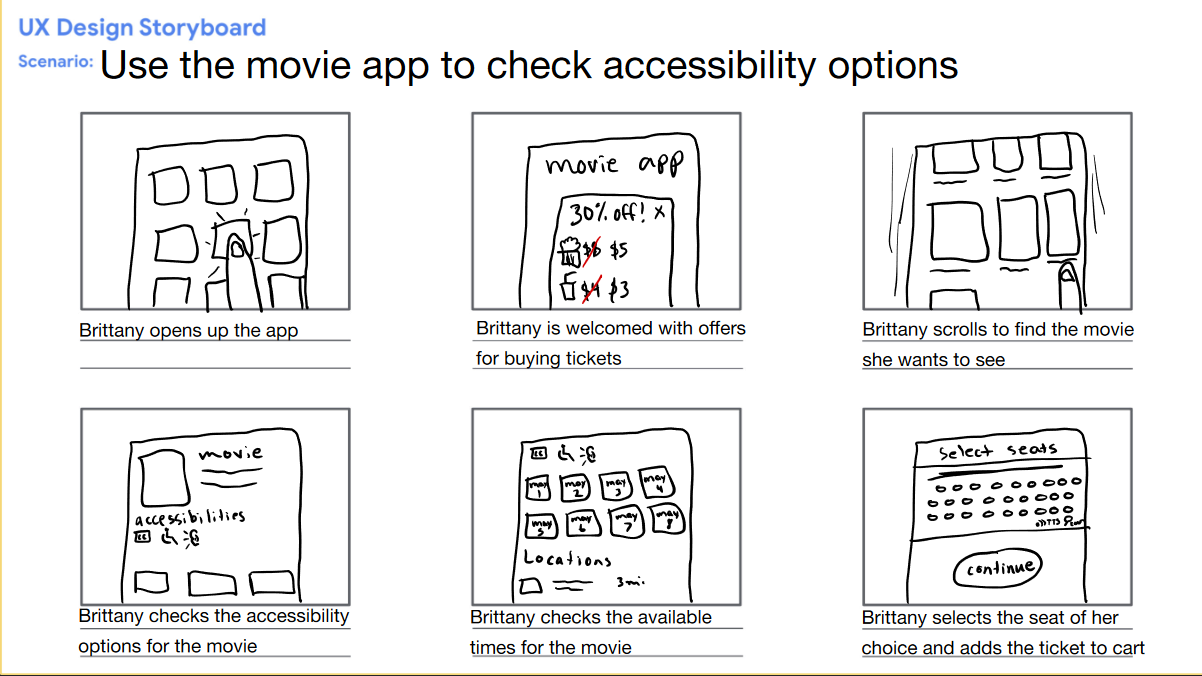 UX Design Storyboard
Scenario: Use the movie app to check accessibility options
Brittany opens up the app
movie app
30% off! X
$6 $5
$4 $3
Brittany is welcomed with offers
for buying tickets
Brittany scrolls to find the movie
she wants to see
movie
accessibilities
CC
Brittany checks the accessibility
options for the movie
CC
may 1 may 2 may 3 may 4
may 5 may 6 may 7 may 8
Locations
3mi.
Brittany checks the available
times for the movie
Select seats
continue
Brittany selects the seat of her
choice and adds the ticket to cart